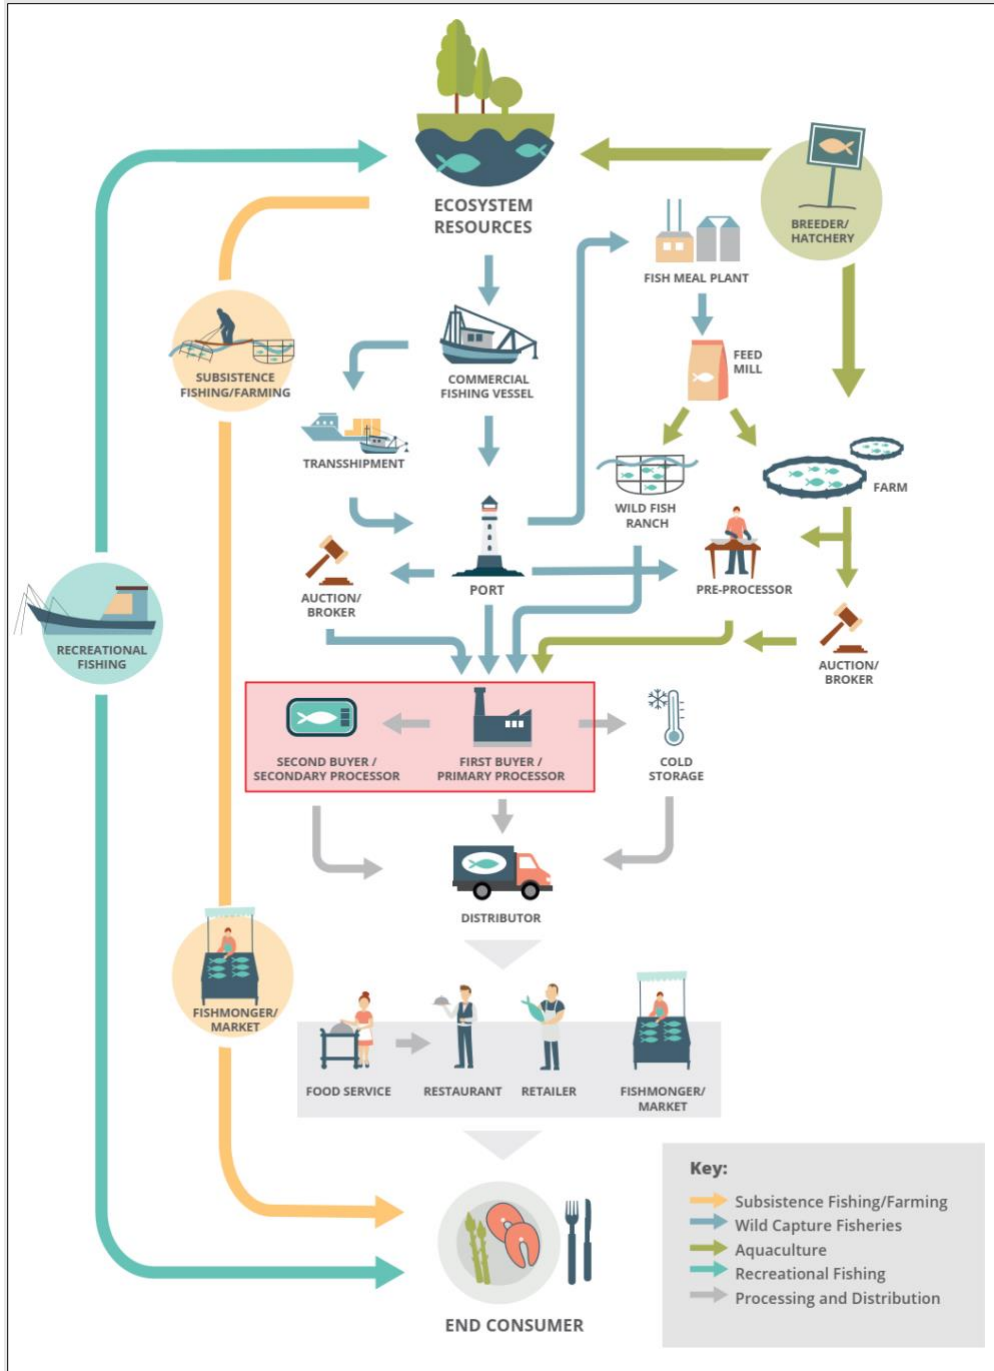 ECOSYSTEM
RESOURCES
BREEDER/
HATCHERY
FISH MEAL PLANT
FEED
MILL
SUBSISTENCE
FISHING/FARMING
COMMERCIAL
FISHING VESSEL
TRANSSHIPMENT
WILD FISH
RANCH
FARM
PORT
PRE-PROCESSOR
AUCTION/
BROKER
AUCTION/
BROKER
RECREATIONAL
FISHING
SECOND BUYER /
SECONDARY PROCESSOR
FIRST BUYER /
PRIMARY PROCESSOR
COLD
STORAGE
DISTRIBUTOR
FISHMONGER/
MARKET
FOOD SERVICE
RESTAURANT
RETAILER
FISHMONGER/
MARKET
Key:
Subsistence Fishing/Farming
Wild Capture Fisheries
Aquaculture
Recreational Fishing
Processing and Distribution
END CONSUMER